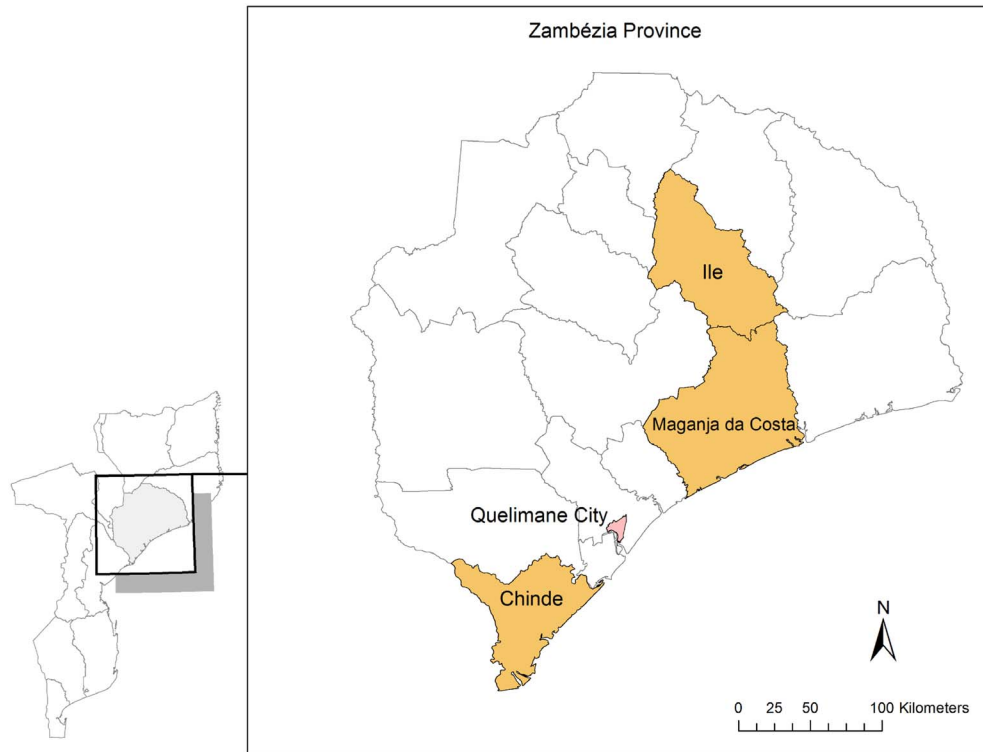 Zambézia Province
Ile
Maganja da Costa
Quelimane City
Chinde
N
0 25 50 100 Kilometers